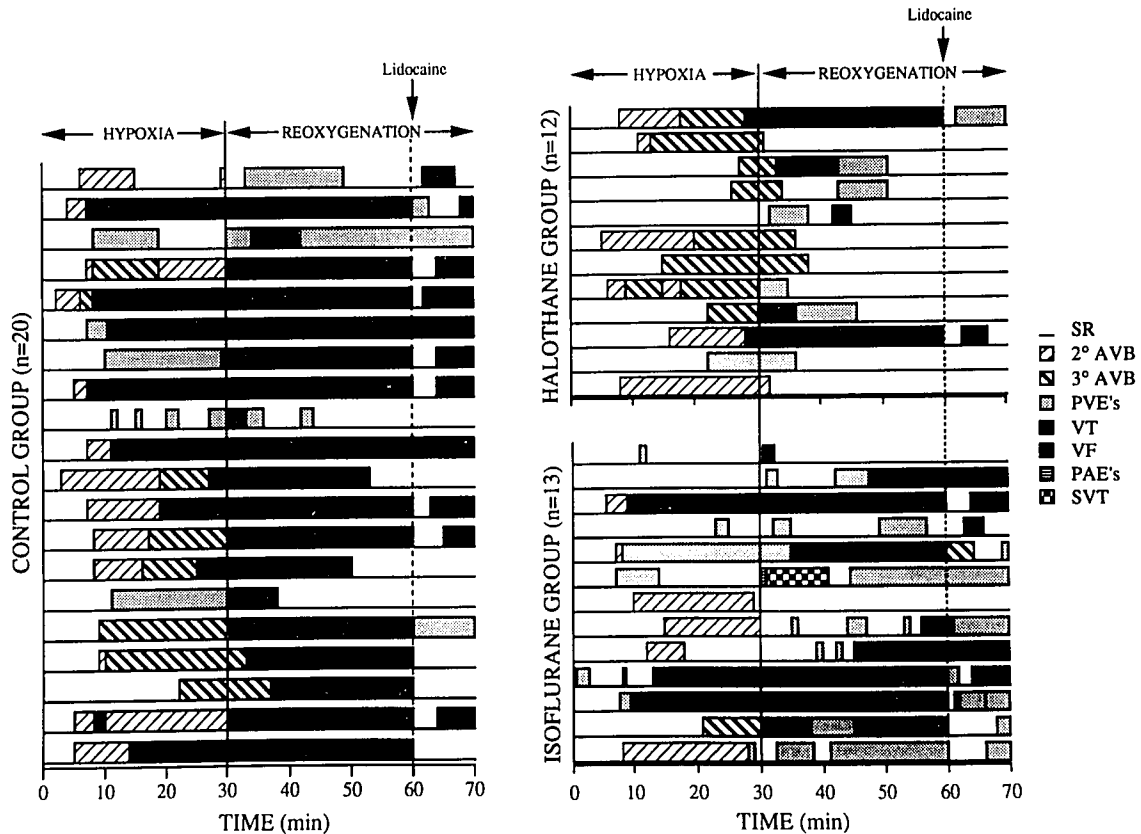 Lidocaine
HYPOXIA
REOXYGENATION
CONTROL GROUP (n=20)
0 10 20 30 40 50 60 70
TIME (min)
Lidocaine
HYPOXIA
REOXYGENATION
HALOTHANE GROUP (n=12)
ISOFLURANE GROUP (n=13)
0 10 20 30 40 50 60 70
TIME (min)
SR
2° AVB
3° AVB
PVE's
VT
VF
PAE's
SVT